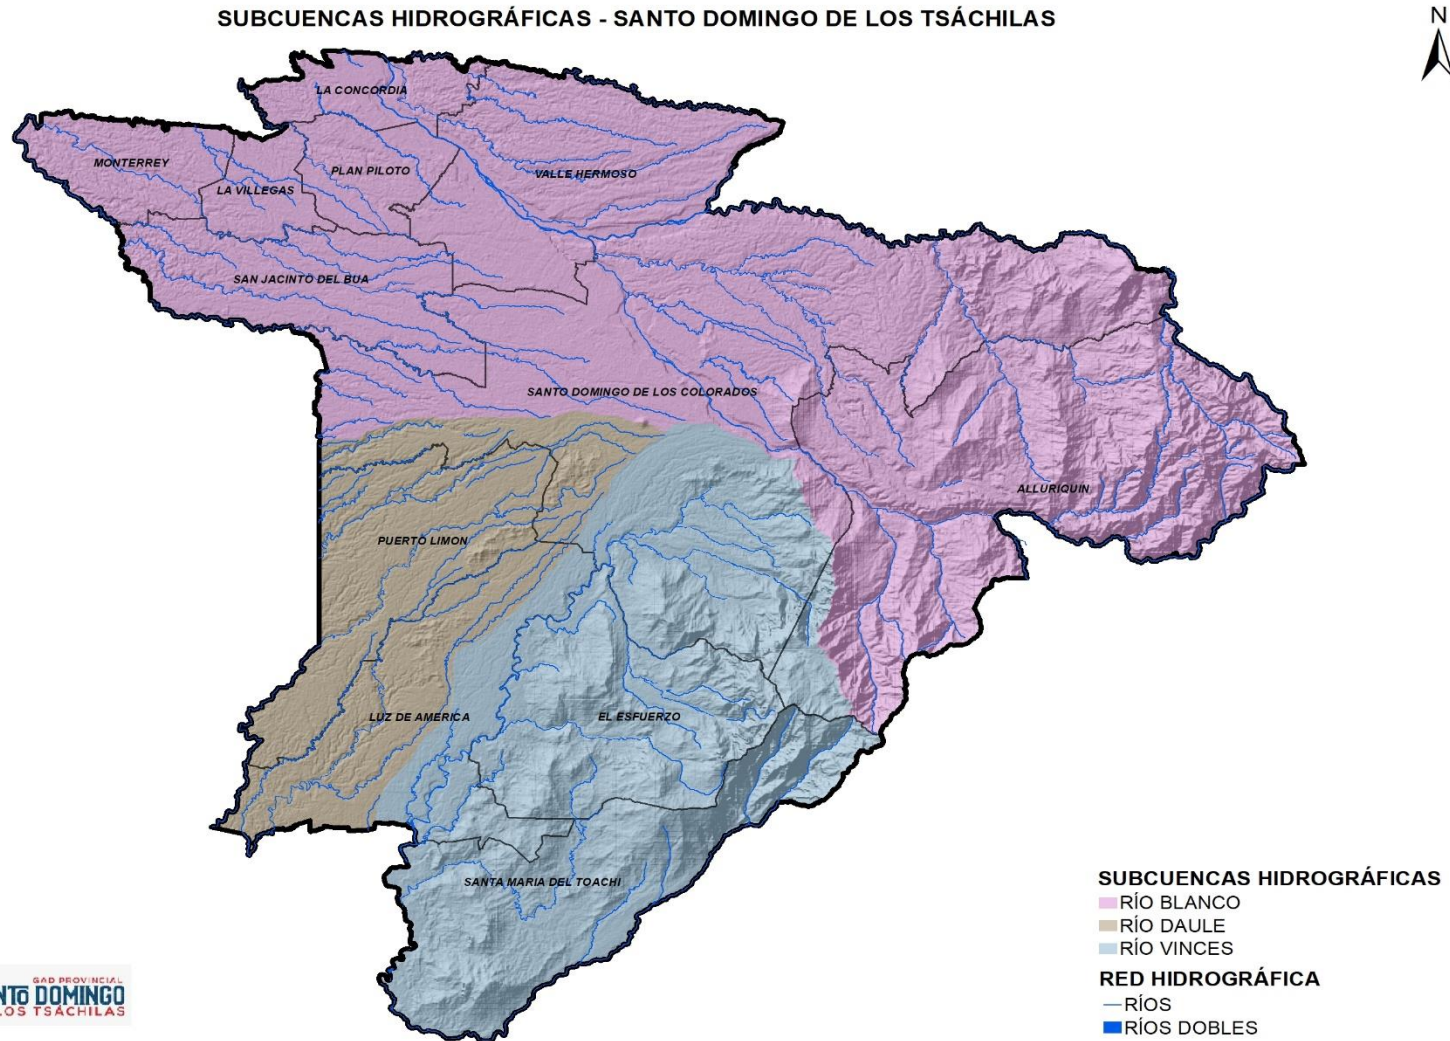 SUBCUENCAS HIDROGRÁFICAS - SANTO DOMINGO DE LOS TSÁCHILAS
N
LA CONCORDIA
MONTERREY
PLAN PILOTO
LA VILLEGAS
VALLE HERMOSO
SAN JACINTO DEL BUA
SANTO DOMINGO DE LOS COLORADOS
ALLURIQUIN
PUERTO LIMON
LUZ DE AMERICA
EL ESFUERZO
SANTA MARIA DEL TOACHI
SUBCUENCAS HIDROGRÁFICAS
RÍO BLANCO
RÍO DAULE
RÍO VINCES
RED HIDROGRÁFICA
RÍOS
RÍOS DOBLES
GAD PROVINCIAL
NTO DOMINGO
LOS TSÁCHILAS